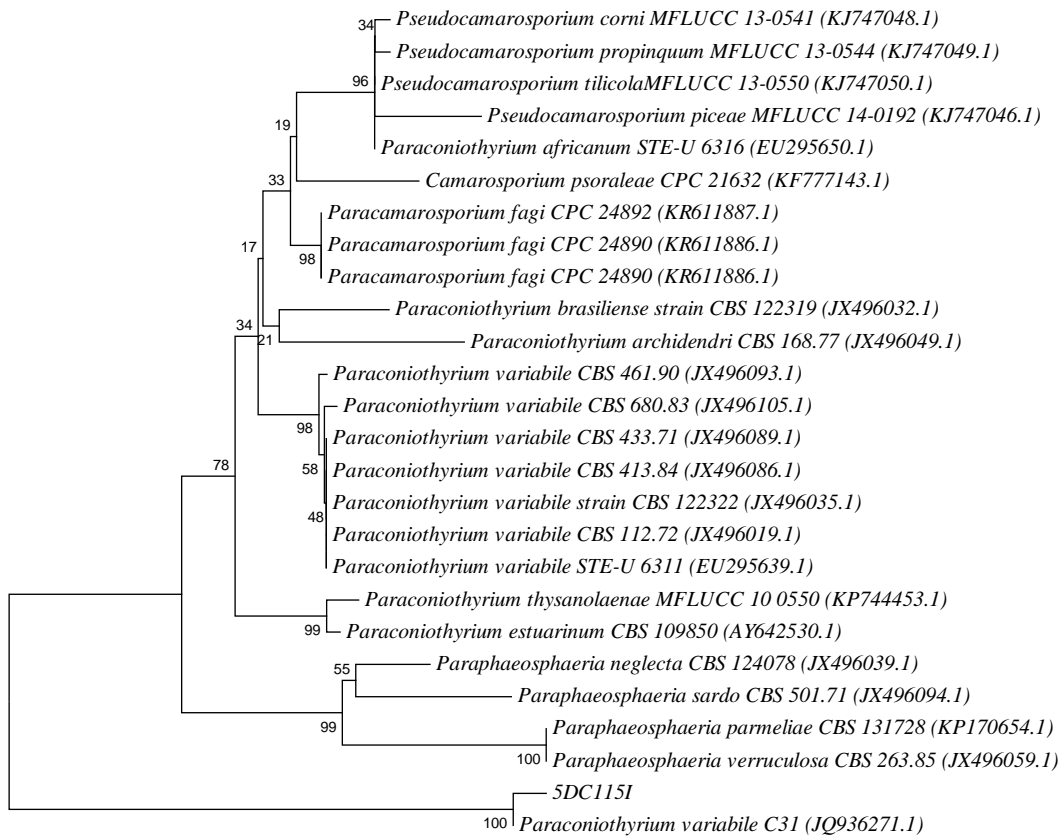 34
Pseudocamarosporium corni MFLUCC 13-0541 (KJ747048.1)
Pseudocamarosporium propinquum MFLUCC 13-0544 (KJ747049.1)
96
Pseudocamarosporium tilicolaMFLUCC 13-0550 (KJ747050.1)
Pseudocamarosporium piceae MFLUCC 14-0192 (KJ747046.1)
19
Paraconiothyrium africanum STE-U 6316 (EU295650.1)
33
Camarosporium psoraleae CPC 21632 (KF777143.1)
Paracamarosporium fagi CPC 24892 (KR611887.1)
17
Paracamarosporium fagi CPC 24890 (KR611886.1)
98
Paracamarosporium fagi CPC 24890 (KR611886.1)
Paraconiothyrium brasiliense strain CBS 122319 (JX496032.1)
34
21
Paraconiothyrium archidendri CBS 168.77 (JX496049.1)
Paraconiothyrium variabile CBS 461.90 (JX496093.1)
Paraconiothyrium variabile CBS 680.83 (JX496105.1)
98
Paraconiothyrium variabile CBS 433.71 (JX496089.1)
78
58
Paraconiothyrium variabile CBS 413.84 (JX496086.1)
Paraconiothyrium variabile strain CBS 122322 (JX496035.1)
48
Paraconiothyrium variabile CBS 112.72 (JX496019.1)
Paraconiothyrium variabile STE-U 6311 (EU295639.1)
Paraconiothyrium thysanolaenae MFLUCC 10 0550 (KP744453.1)
99
Paraconiothyrium estuarinum CBS 109850 (AY642530.1)
55
Paraphaeosphaeria neglecta CBS 124078 (JX496039.1)
Paraphaeosphaeria sardo CBS 501.71 (JX496094.1)
99
Paraphaeosphaeria parmeliae CBS 131728 (KP170654.1)
100
Paraphaeosphaeria verruculosa CBS 263.85 (JX496059.1)
5DC115I
100
Paraconiothyrium variabile C31 (JQ936271.1)